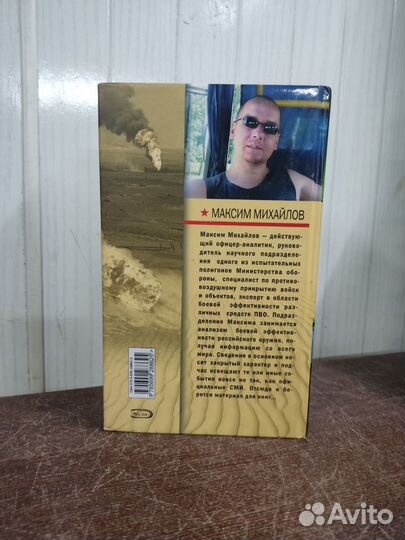 ★ МАКСИМ МИХАЙЛОВ
Максим Михайлов – действую-
щий офицер-аналитик, руково-
дитель научного подразделе-
ния одного из испытательных
полигонов Министерства обо-
роны, специалист по противо-
воздушному прикрытию войск
и объектов, эксперт в области
боевой эффективности раз-
личных средств ПВО. Подраз-
деление Максима занимается
анализом боевой эффектив-
ности российского оружия, по-
лучая информацию со всего
мира. Сведения в основном но-
сят закрытый характер и под-
час освещают те или иные со-
бытия вовсе не так, как офи-
циальные СМИ. Отсюда и бе-
рется материал для книг...
Avito